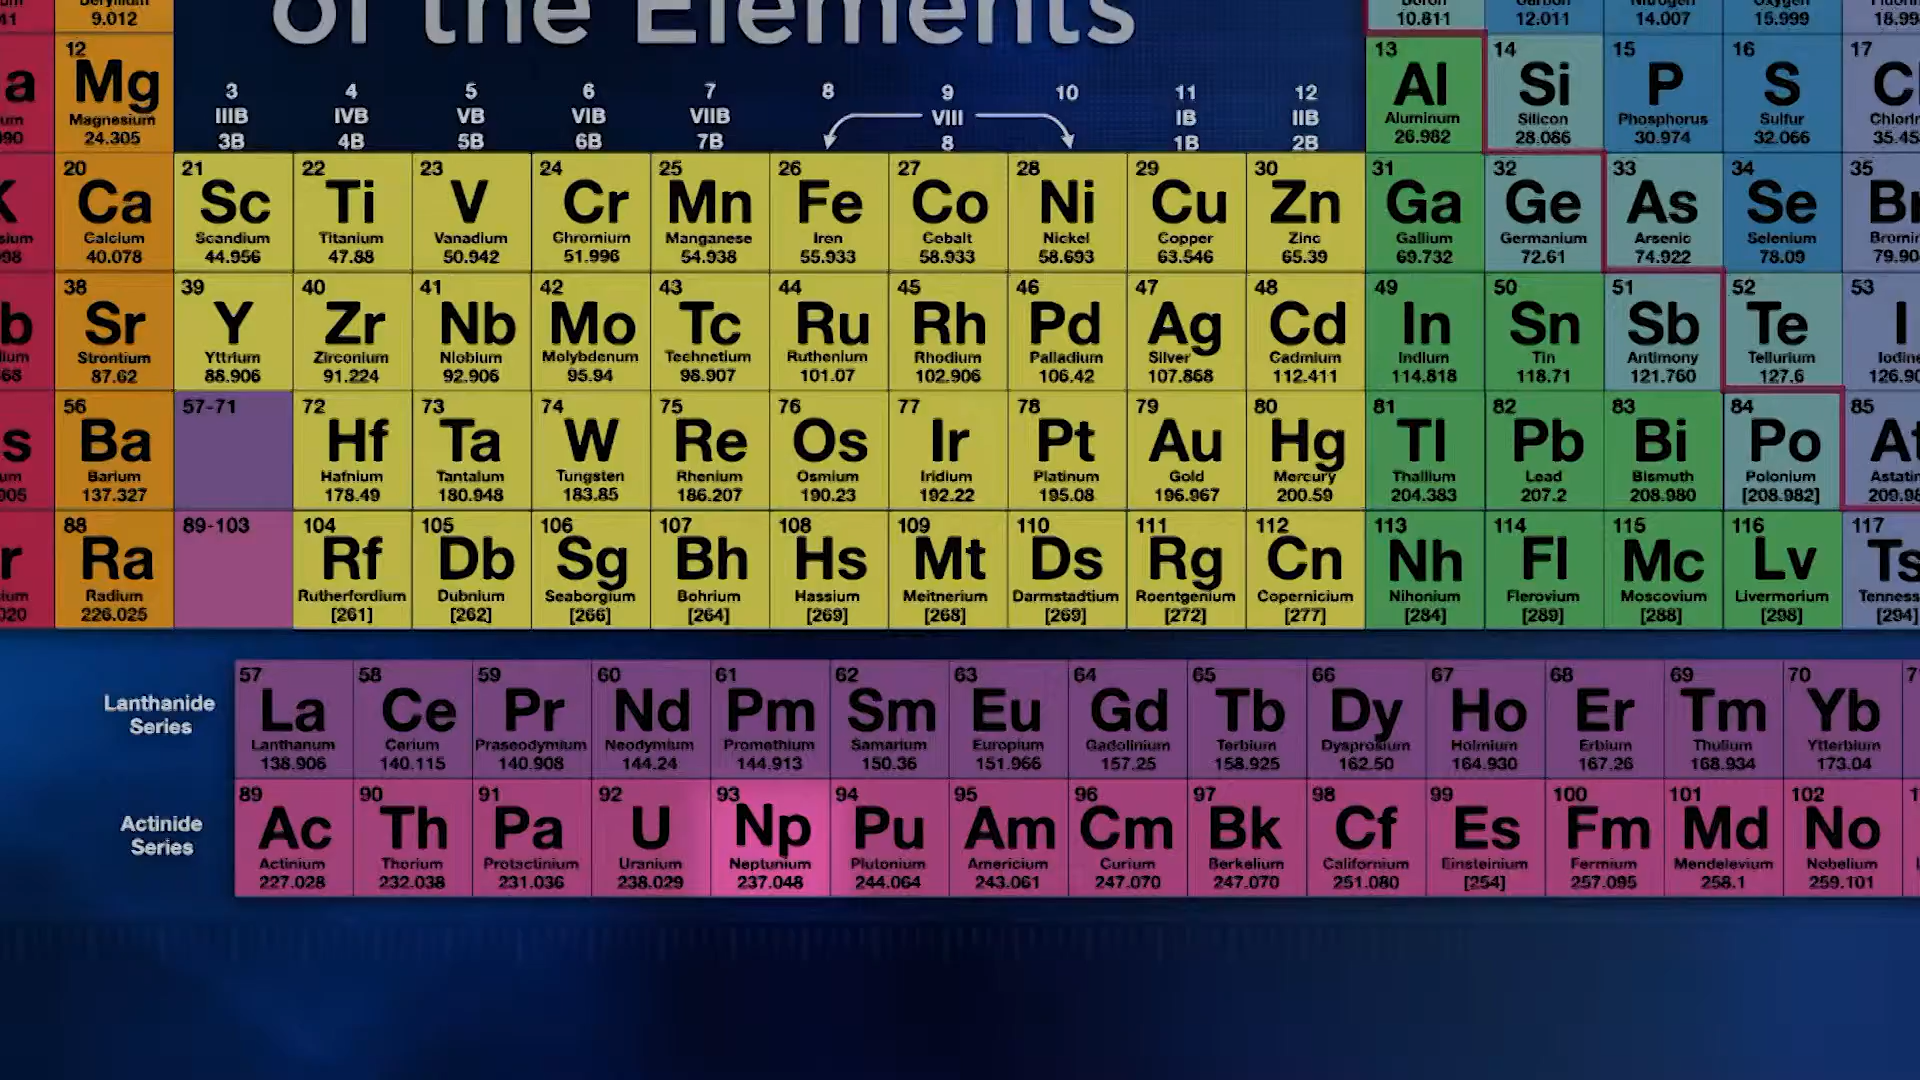 of the Elements
9.012 10.811 12.011 14.007 15.999
12 13 14 15 16 17
Mg Al Si P S
Magnesium Aluminum Silicon Phosphorus Sulfur
24.305 26.982 28.086 30.974 32.066
3 4 5 6 7 8 9 10 11 12
IIIB IVB VB VIB VIIB VIII IB IIB
3B 4B 5B 6B 7B 8 1B 2B
20 21 22 23 24 25 26 27 28 29 30 31 32 33 34 35
Ca Sc Ti V Cr Mn Fe Co Ni Cu Zn Ga Ge As Se
Calcium Scandium Titanium Vanadium Chromium Manganese Iron Cobalt Nickel Copper Zinc Gallium Germanium Arsenic Selenium
40.078 44.956 47.88 50.942 51.996 54.938 55.933 58.933 58.693 63.546 65.39 69.732 72.61 74.922 78.09
38 39 40 41 42 43 44 45 46 47 48 49 50 51 52 53
Sr Y Zr Nb Mo Tc Ru Rh Pd Ag Cd In Sn Sb Te I
Strontium Yttrium Zirconium Niobium Molybdenum Technetium Ruthenium Rhodium Palladium Silver Cadmium Indium Tin Antimony Tellurium
87.62 88.906 91.224 92.906 95.94 98.907 101.07 102.906 106.42 107.868 112.411 114.818 118.71 121.760 127.6
56 57-71 72 73 74 75 76 77 78 79 80 81 82 83 84 85
Ba Hf Ta W Re Os Ir Pt Au Hg Tl Pb Bi Po At
Barium Hafnium Tantalum Tungsten Rhenium Osmium Iridium Platinum Gold Mercury Thallium Lead Bismuth Polonium
137.327 178.49 180.948 183.85 186.207 190.23 192.22 195.08 196.967 200.59 204.383 207.2 208.980 [208.982]
88 89-103 104 105 106 107 108 109 110 111 112 113 114 115 116 117
Ra Rf Db Sg Bh Hs Mt Ds Rg Cn Nh Fl Mc Lv Ts
Radium Rutherfordium Dubnium Seaborgium Bohrium Hassium Meitnerium Darmstadtium Roentgenium Copernicium Nihonium Flerovium Moscovium Livermorium
226.025 [261] [262] [266] [264] [269] [268] [269] [272] [277] [284] [289] [288] [298] [294]
Lanthanide
Series
57 58 59 60 61 62 63 64 65 66 67 68 69 70
La Ce Pr Nd Pm Sm Eu Gd Tb Dy Ho Er Tm Yb
Lanthanum Cerium Praseodymium Neodymium Promethium Samarium Europium Gadolinium Terbium Dysprosium Holmium Erbium Thulium Ytterbium
138.906 140.115 140.908 144.24 144.913 150.36 151.966 157.25 158.925 162.50 164.930 167.26 168.934 173.04
Actinide
Series
89 90 91 92 93 94 95 96 97 98 99 100 101 102
Ac Th Pa U Np Pu Am Cm Bk Cf Es Fm Md No
Actinium Thorium Protactinium Uranium Neptunium Plutonium Americium Curium Berkelium Californium Einsteinium Fermium Mendelevium Nobelium
227.028 232.038 231.036 238.029 237.048 244.064 243.061 247.070 247.070 251.080 [254] 257.095 258.1 259.101